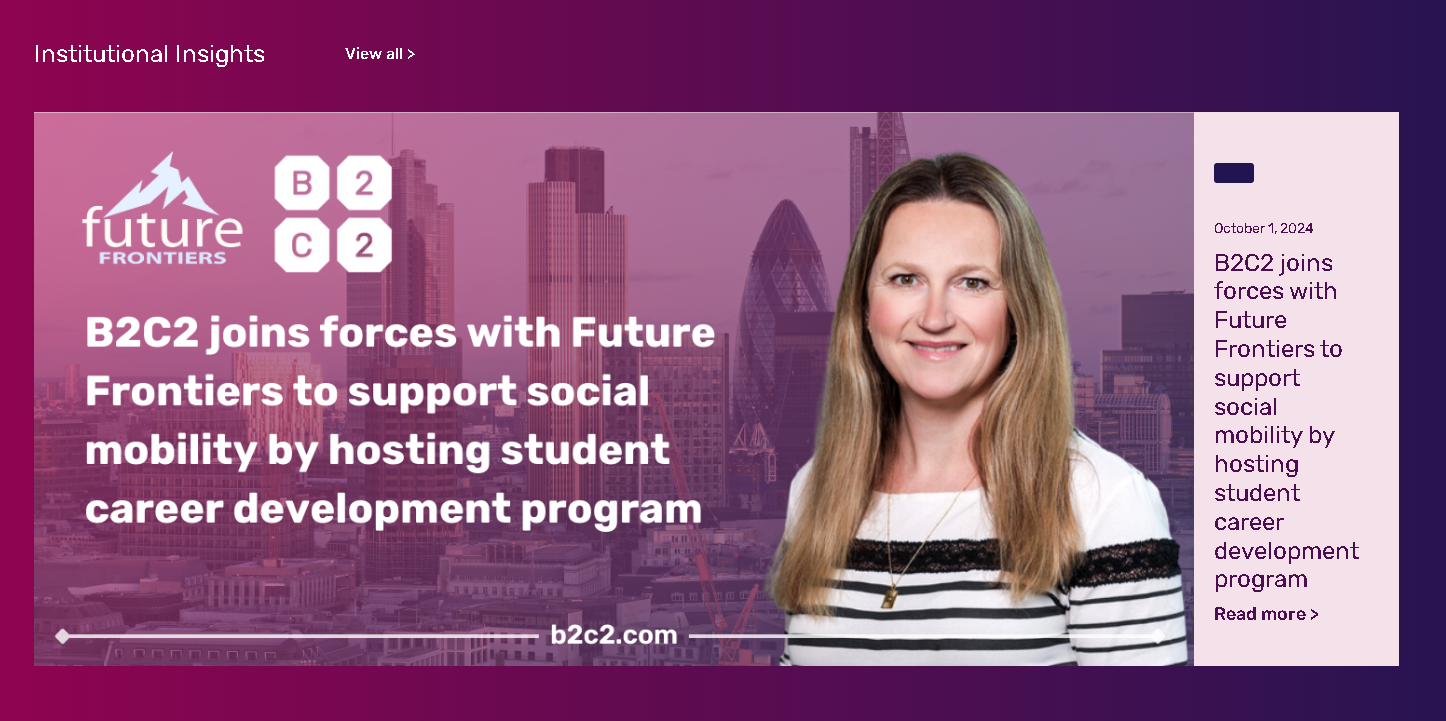 Institutional Insights
View all >
future
FRONTIERS
B 2
C 2
B2C2 joins forces with Future
Frontiers to support social
mobility by hosting student
career development program
b2c2.com
October 1, 2024
B2C2 joins
forces with
Future
Frontiers to
support
social
mobility by
hosting
student
career
development
program
Read more >